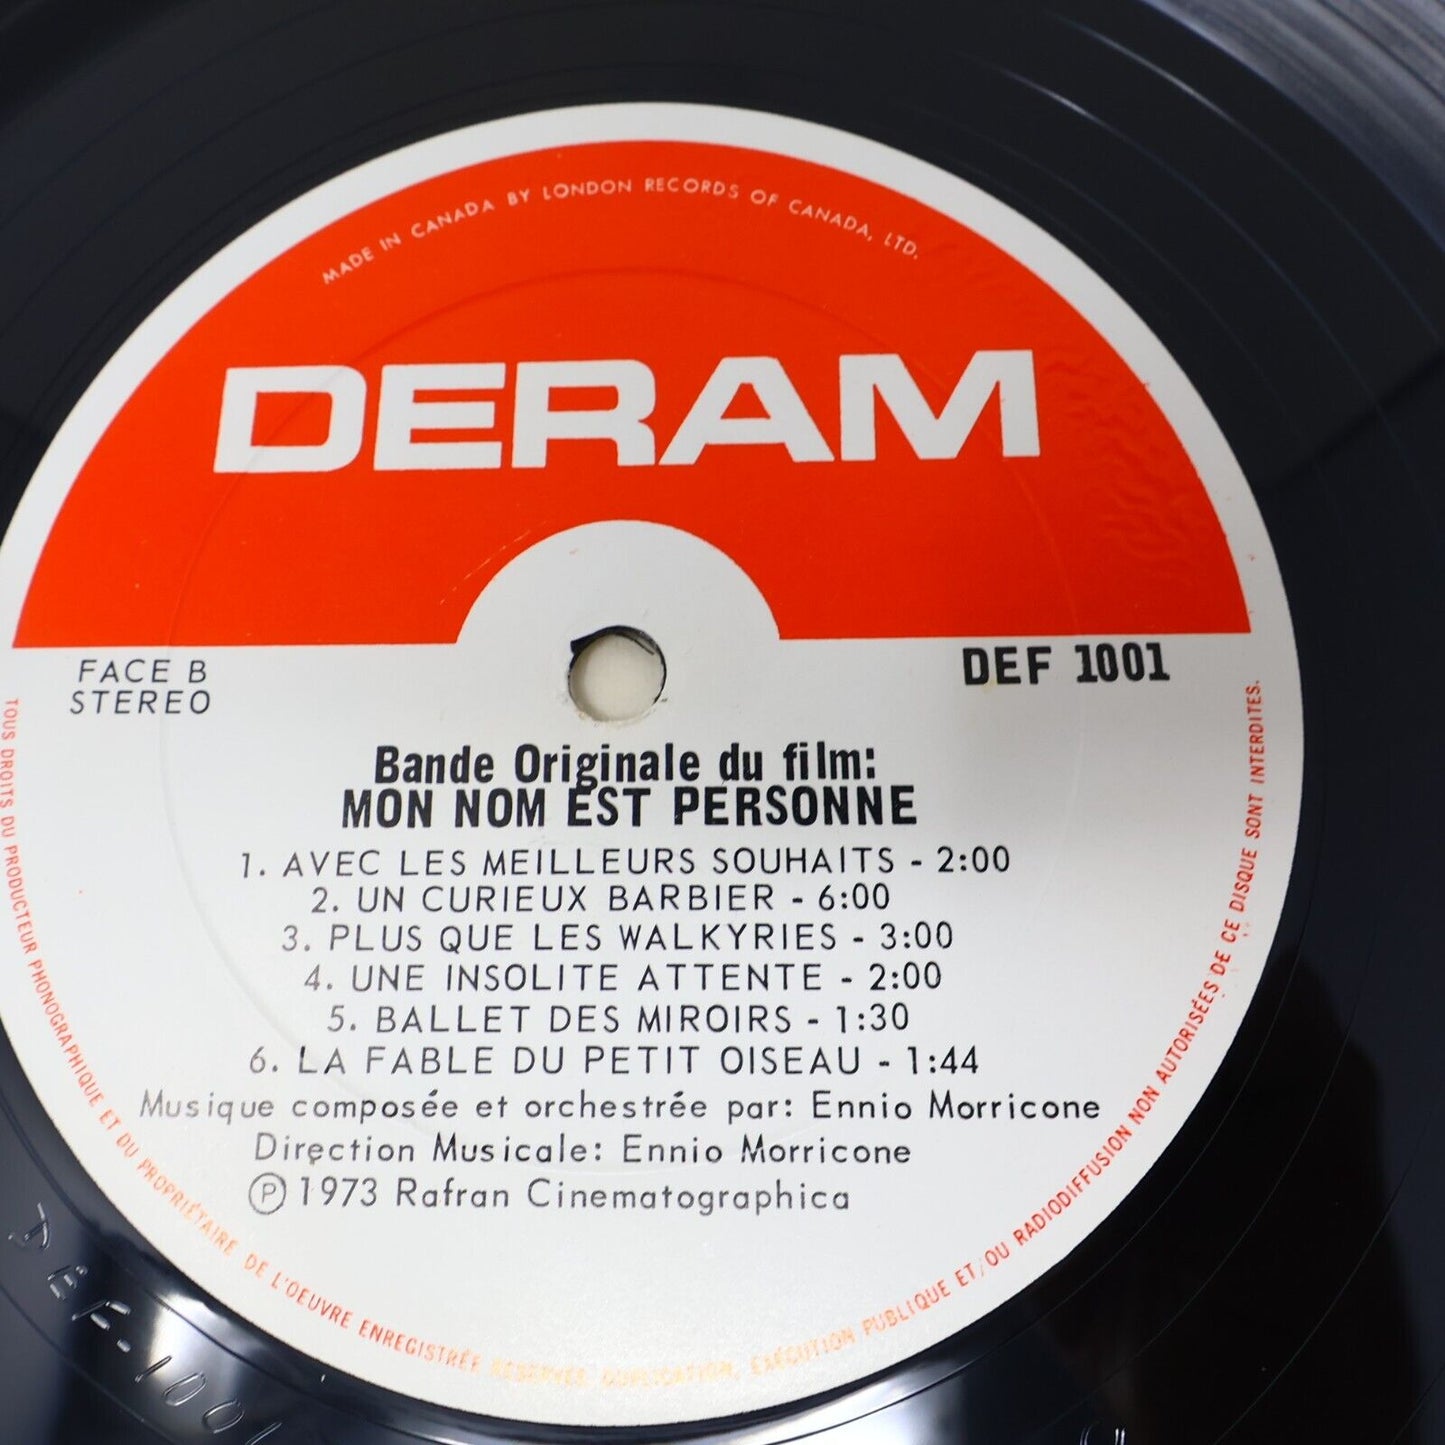 MADE IN CANADA BY LONDON RECORDS OF CANADA, LTD.
DERAM
FACE B
STEREO
DEF 1001
Bande Originale du film:
MON NOM EST PERSONNE
1. AVEC LES MEILLEURS SOUHAITS - 2:00
2. UN CURIEUX BARBIER - 6:00
3. PLUS QUE LES WALKYRIES - 3:00
4. UNE INSOLITE ATTENTE - 2:00
5. BALLET DES MIROIRS - 1:30
6. LA FABLE DU PETIT OISEAU - 1:44
Musique composée et orchestrée par: Ennio Morricone
Direction Musicale: Ennio Morricone
Ⓟ 1973 Rafran Cinematographica
TOUS DROITS DU PRODUCTEUR PHONOGRAPHIQUE ET DU PROPRIÉTAIRE DE L'OEUVRE ENREGISTRÉE RÉSERVÉS. DUPLICATION, EXÉCUTION PUBLIQUE ET/OU RADIODIFFUSION NON AUTORISÉES DE CE DISQUE SONT INTERDITES.
DEF-1001